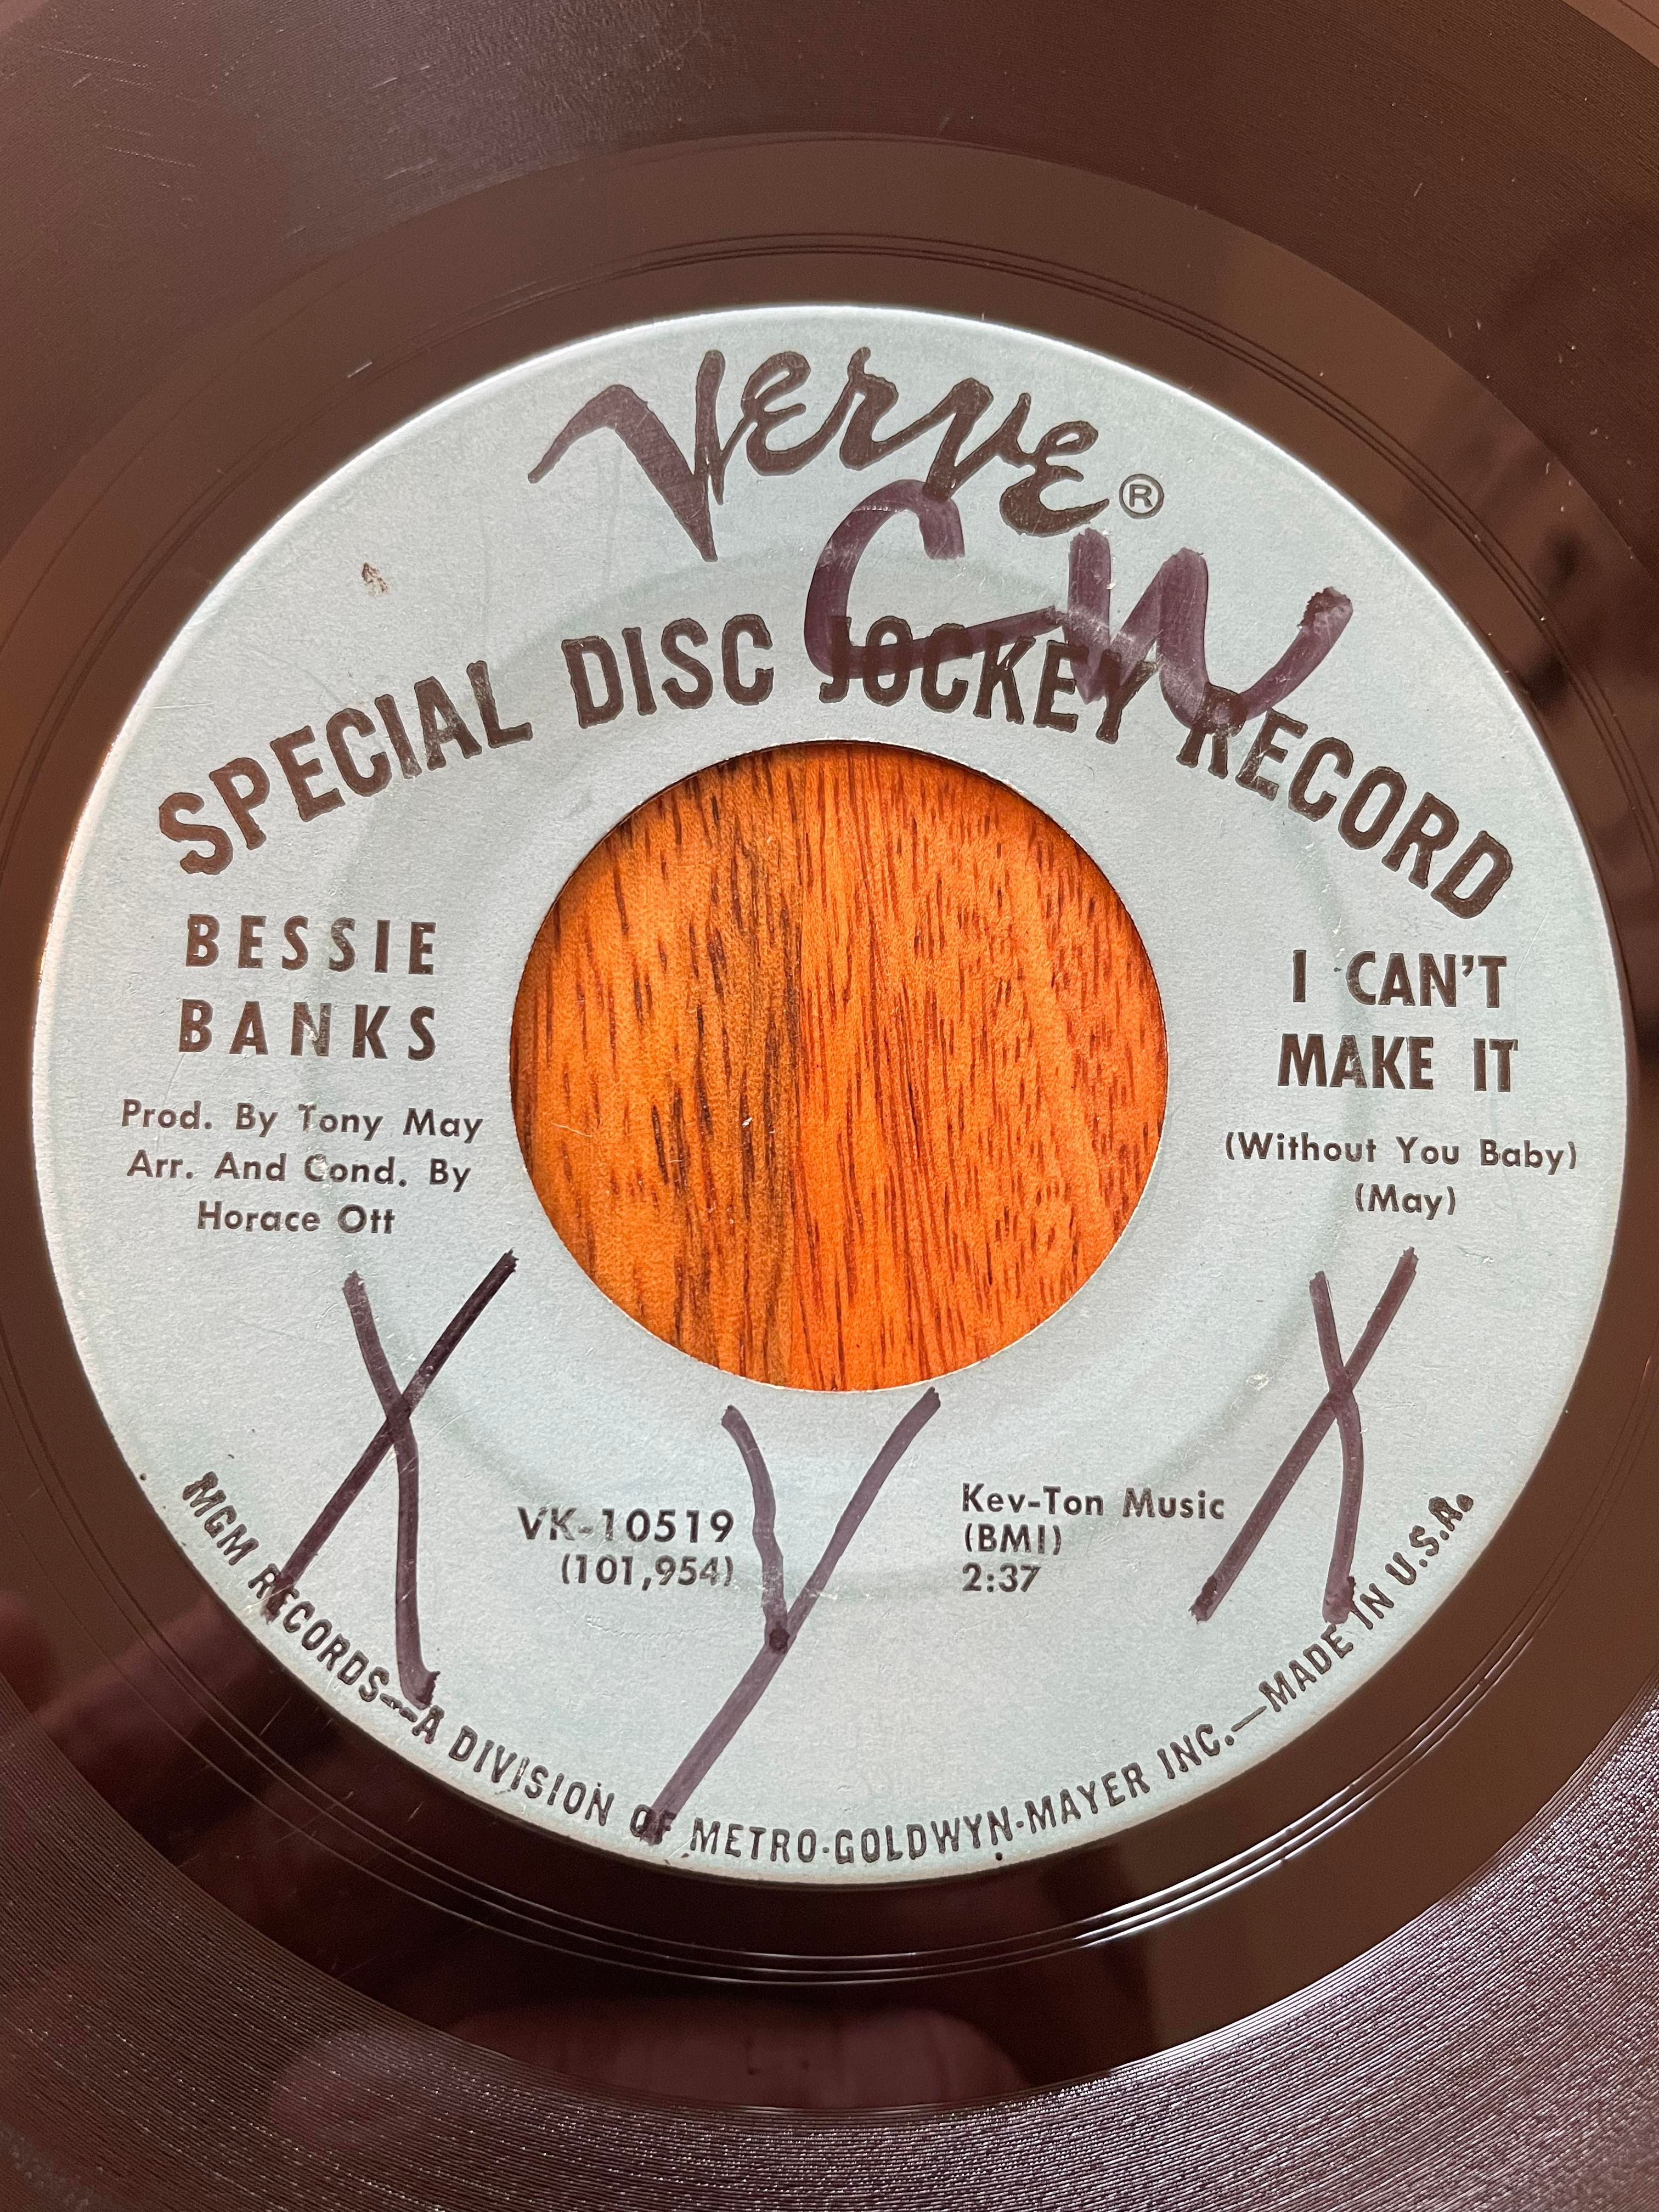 Verve®
CW
SPECIAL DISC JOCKEY RECORD
BESSIE
BANKS
Prod. By Tony May
Arr. And Cond. By
Horace Ott
I CAN'T
MAKE IT
(Without You Baby)
(May)
X
Y
X
VK-10519
(101,954)
Kev-Ton Music
(BMI)
2:37
MGM RECORDS—A DIVISION OF METRO-GOLDWYN-MAYER INC.—MADE IN U.S.A.